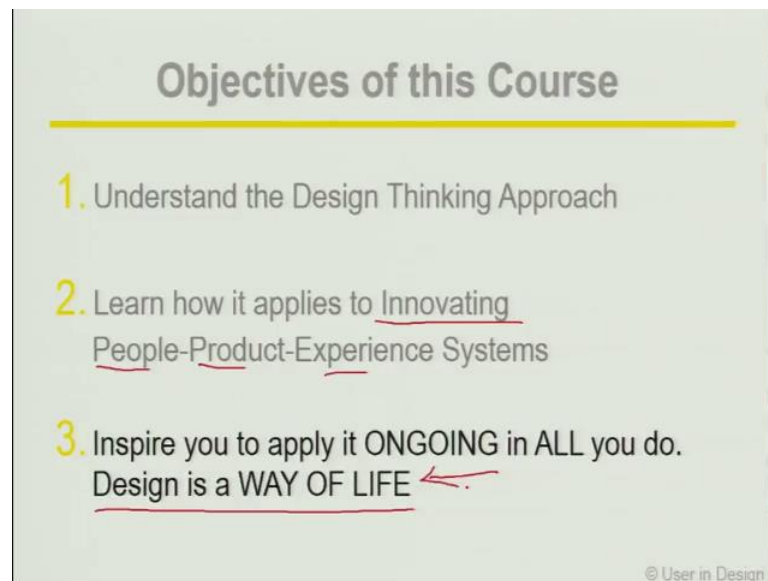 Objectives of this Course
1. Understand the Design Thinking Approach
2. Learn how it applies to Innovating
People-Product-Experience Systems
3. Inspire you to apply it ONGOING in ALL you do.
Design is a WAY OF LIFE
© User in Design